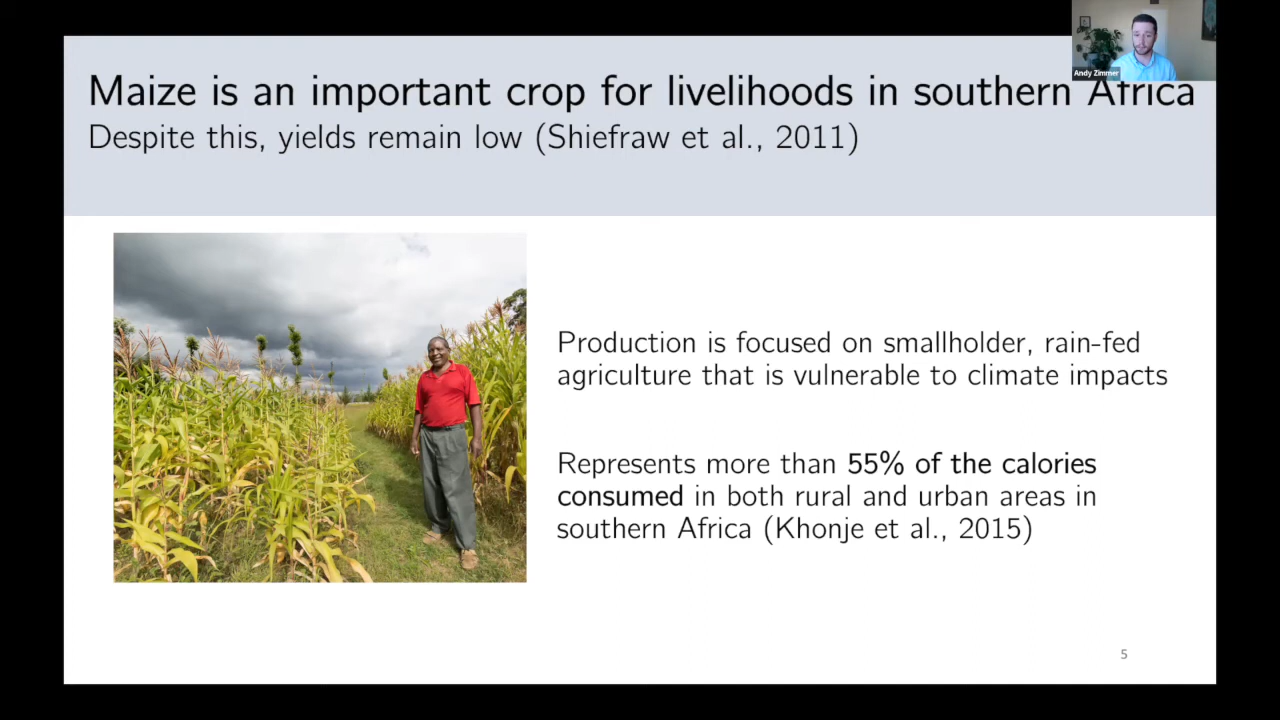 Andy Zimmer
Maize is an important crop for livelihoods in southern Africa
Despite this, yields remain low (Shiefraw et al., 2011)
Production is focused on smallholder, rain-fed
agriculture that is vulnerable to climate impacts
Represents more than 55% of the calories
consumed in both rural and urban areas in
southern Africa (Khonje et al., 2015)
5